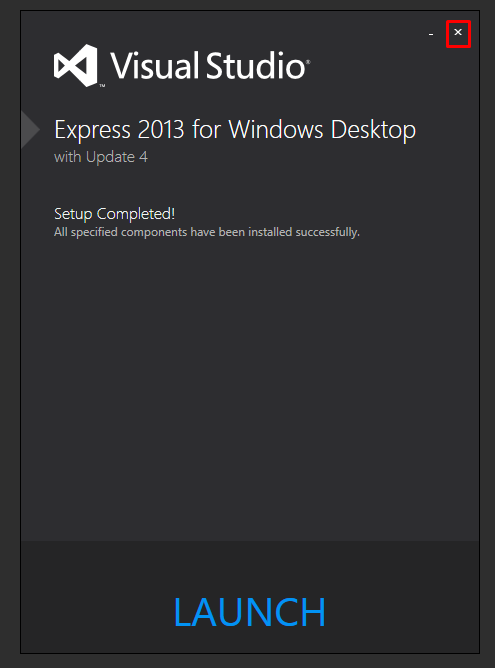 Visual Studio®
™
Express 2013 for Windows Desktop
with Update 4
Setup Completed!
All specified components have been installed successfully.
LAUNCH